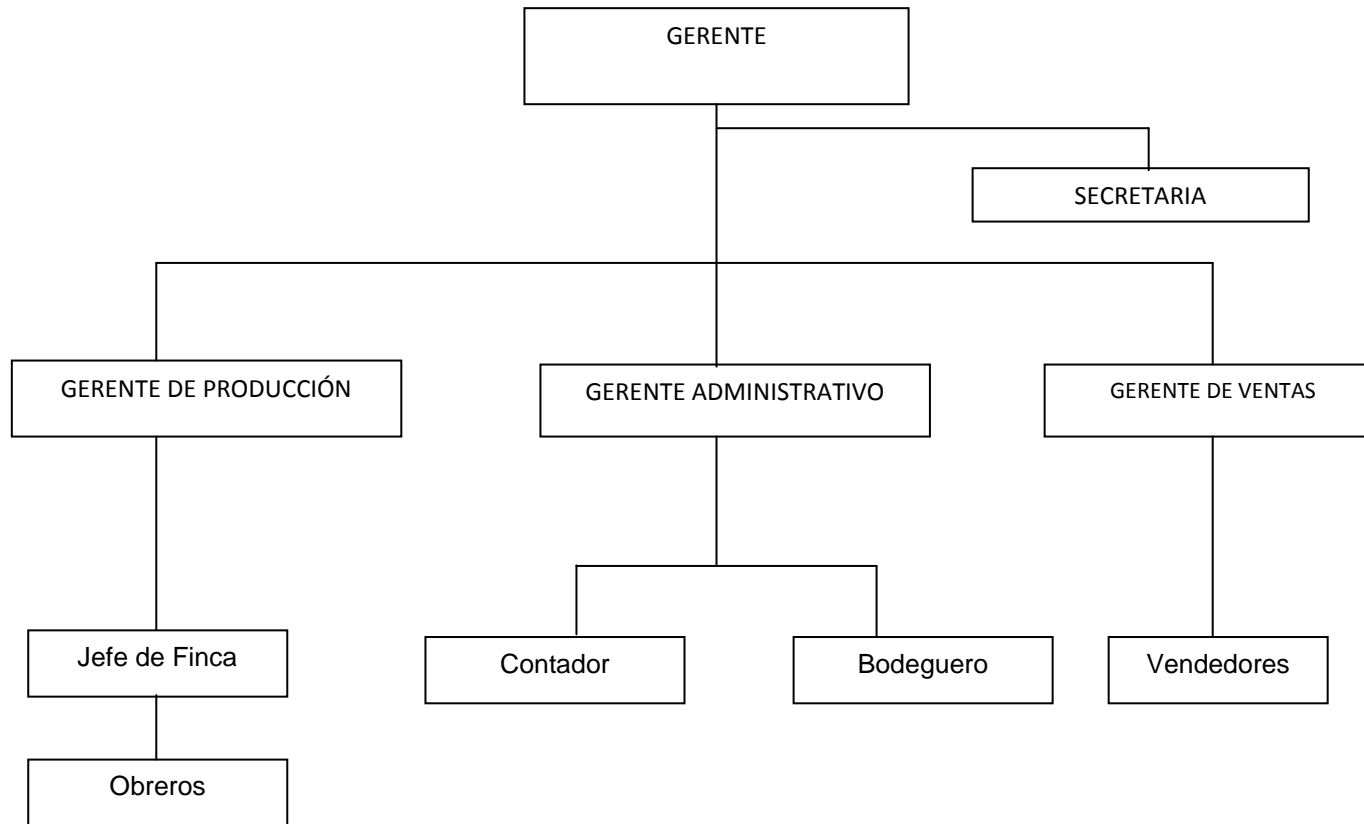 GERENTE
SECRETARIA
GERENTE DE PRODUCCIÓN
GERENTE ADMINISTRATIVO
GERENTE DE VENTAS
Jefe de Finca
Contador
Bodeguero
Vendedores
Obreros